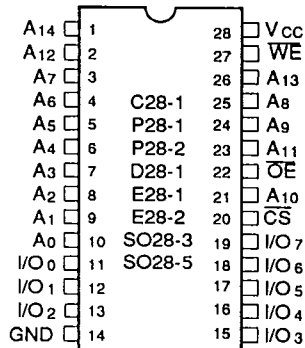 A14 1 28 VCC
A12 2 27 WE
A7 3 26 A13
A6 4 C28-1 25 A8
A5 5 P28-1 24 A9
A4 6 P28-2 23 A11
A3 7 D28-1 22 OE
A2 8 E28-1 21 A10
A1 9 E28-2 20 CS
A0 10 SO28-3 19 I/O7
I/O0 11 SO28-5 18 I/O6
I/O1 12 17 I/O5
I/O2 13 16 I/O4
GND 14 15 I/O3